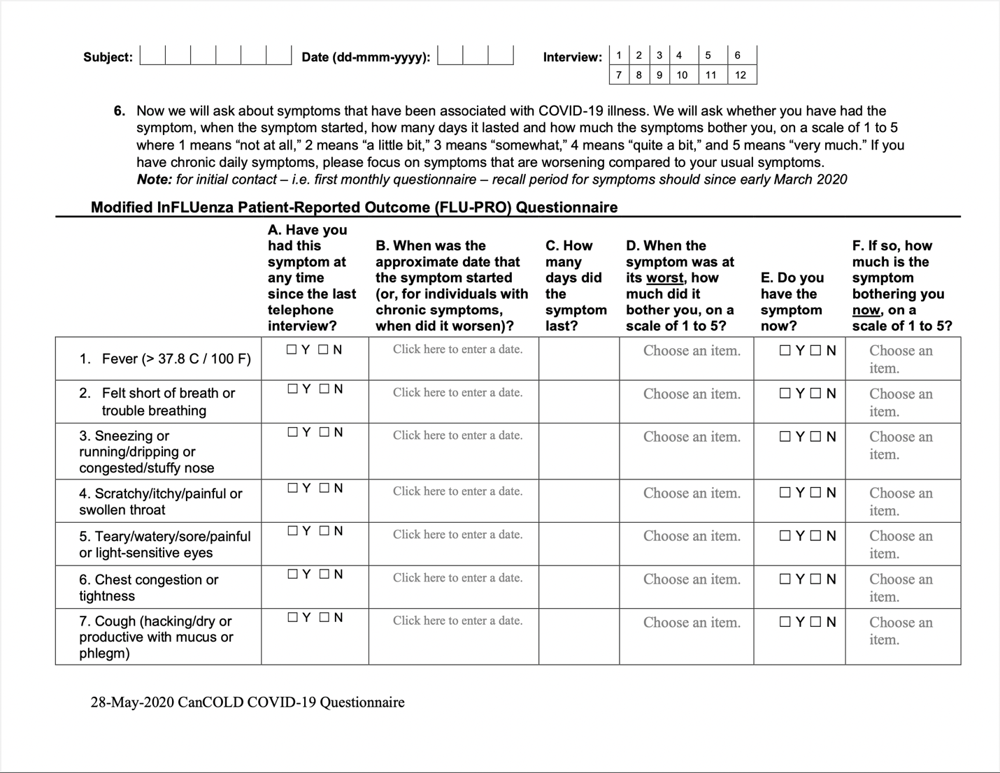 Subject: Date (dd-mmm-yyyy): Interview: 1 2 3 4 5 6
7 8 9 10 11 12
6. Now we will ask about symptoms that have been associated with COVID-19 illness. We will ask whether you have had the
symptom, when the symptom started, how many days it lasted and how much the symptoms bother you, on a scale of 1 to 5
where 1 means “not at all,” 2 means “a little bit,” 3 means “somewhat,” 4 means “quite a bit,” and 5 means “very much.” If you
have chronic daily symptoms, please focus on symptoms that are worsening compared to your usual symptoms.
Note: for initial contact – i.e. first monthly questionnaire – recall period for symptoms should since early March 2020
Modified InFLUenza Patient-Reported Outcome (FLU-PRO) Questionnaire
A. Have you
had this
symptom at
any time
since the last
telephone
interview?
B. When was the
approximate date that
the symptom started
(or, for individuals with
chronic symptoms,
when did it worsen)?
C. How
many
days did
the
symptom
last?
D. When the
symptom was at
its worst, how
much did it
bother you, on a
scale of 1 to 5?
E. Do you
have the
symptom
now?
F. If so, how
much is the
symptom
bothering you
now, on a
scale of 1 to 5?
1. Fever (> 37.8 C / 100 F)
☐ Y ☐ N
Click here to enter a date.
Choose an item.
☐ Y ☐ N
Choose an
item.
2. Felt short of breath or
trouble breathing
☐ Y ☐ N
Click here to enter a date.
Choose an item.
☐ Y ☐ N
Choose an
item.
3. Sneezing or
running/dripping or
congested/stuffy nose
☐ Y ☐ N
Click here to enter a date.
Choose an item.
☐ Y ☐ N
Choose an
item.
4. Scratchy/itchy/painful or
swollen throat
☐ Y ☐ N
Click here to enter a date.
Choose an item.
☐ Y ☐ N
Choose an
item.
5. Teary/watery/sore/painful
or light-sensitive eyes
☐ Y ☐ N
Click here to enter a date.
Choose an item.
☐ Y ☐ N
Choose an
item.
6. Chest congestion or
tightness
☐ Y ☐ N
Click here to enter a date.
Choose an item.
☐ Y ☐ N
Choose an
item.
7. Cough (hacking/dry or
productive with mucus or
phlegm)
☐ Y ☐ N
Click here to enter a date.
Choose an item.
☐ Y ☐ N
Choose an
item.
28-May-2020 CanCOLD COVID-19 Questionnaire